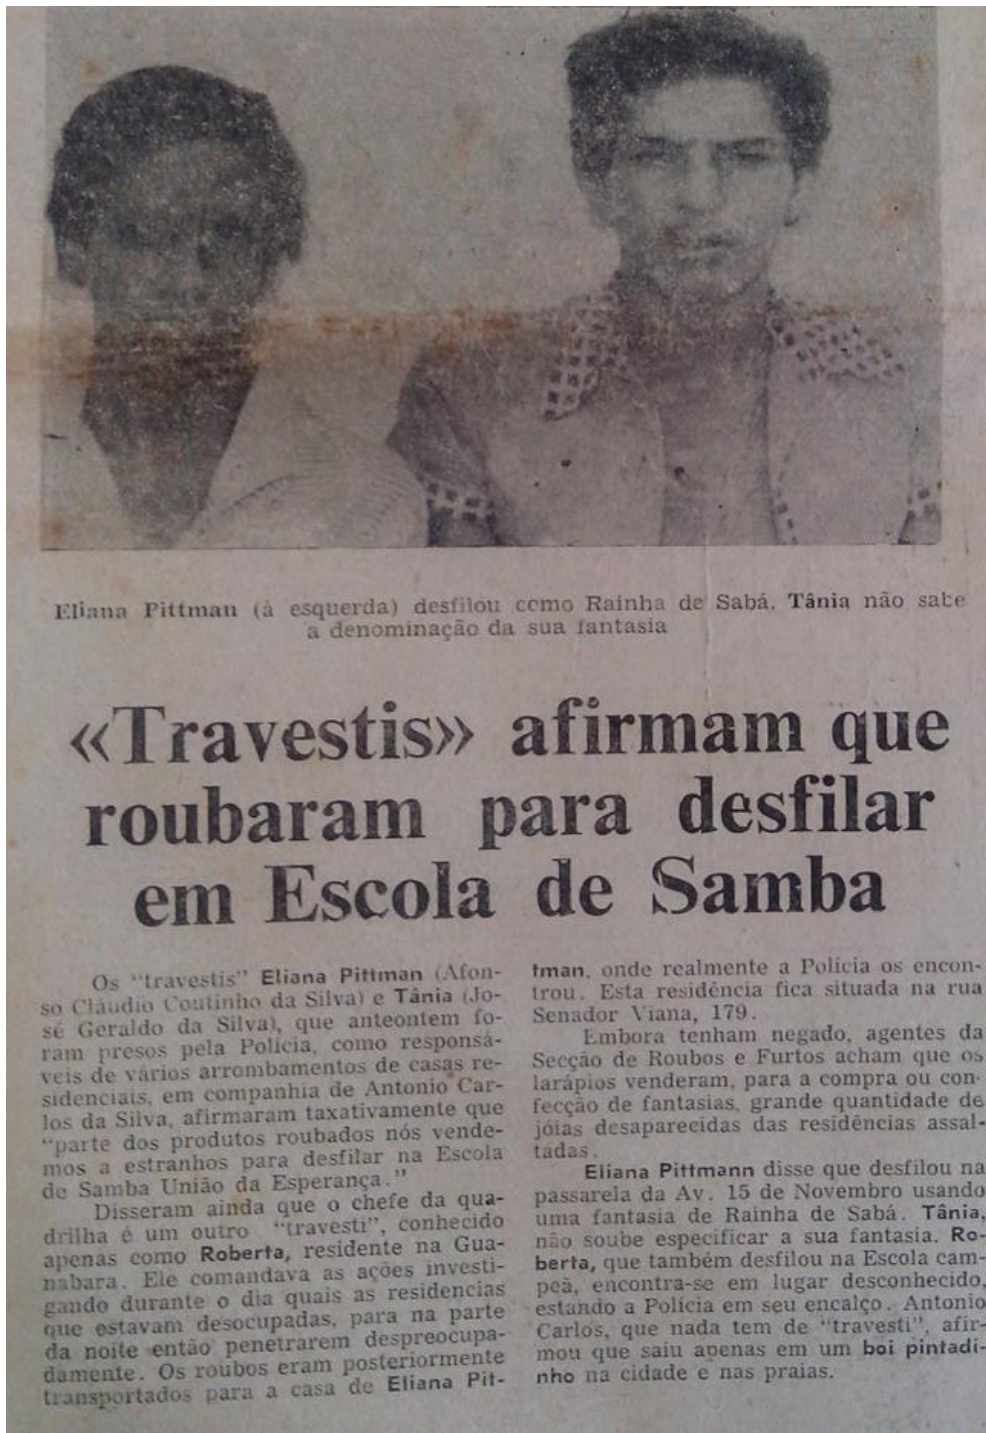 Eliana Pittman (à esquerda) desfilou ccmo Rainha de Sabá. Tânia não sabe
a denominação da sua fantasia
«Travestis» afirmam que
roubaram para desfilar
em Escola de Samba
Os "travestis" Eliana Pittman (Afon-
so Cláudio Coutinho da Silva) e Tânia (Jo-
sé Geraldo da Silva), que anteontem fo-
ram presos pela Polícia, como responsá-
veis de vários arrombamentos de casas re-
sidenciais, em companhia de Antonio Car-
los da Silva, afirmaram taxativamente que
"parte dos produtos roubados nós vende-
mos a estranhos para desfilar na Escola
de Samba União da Esperança."
Disseram ainda que o chefe da qua-
drilha é um outro "travesti", conhecido
apenas como Roberta, residente na Gua-
nabara. Ele comandava as ações investi-
gando durante o dia quais as residencias
que estavam desocupadas, para na parte
da noite então penetrarem despreocupa-
damente. Os roubos eram posteriormente
transportados para a casa de Eliana Pit-
tman, onde realmente a Polícia os encon-
trou. Esta residência fica situada na rua
Senador Viana, 179.
Embora tenham negado, agentes da
Secção de Roubos e Furtos acham que os
larápios venderam, para a compra ou con-
fecção de fantasias, grande quantidade de
jóias desaparecidas das residências assal-
tadas.
Eliana Pittmann disse que desfilou na
passarela da Av. 15 de Novembro usando
uma fantasia de Rainha de Sabá. Tânia,
não soube especificar a sua fantasia. Ro-
berta, que também desfilou na Escola cam-
peã, encontra-se em lugar desconhecido,
estando a Polícia em seu encalço. Antonio
Carlos, que nada tem de "travesti", afir-
mou que saiu apenas em um boi pintadi-
nho na cidade e nas praias.